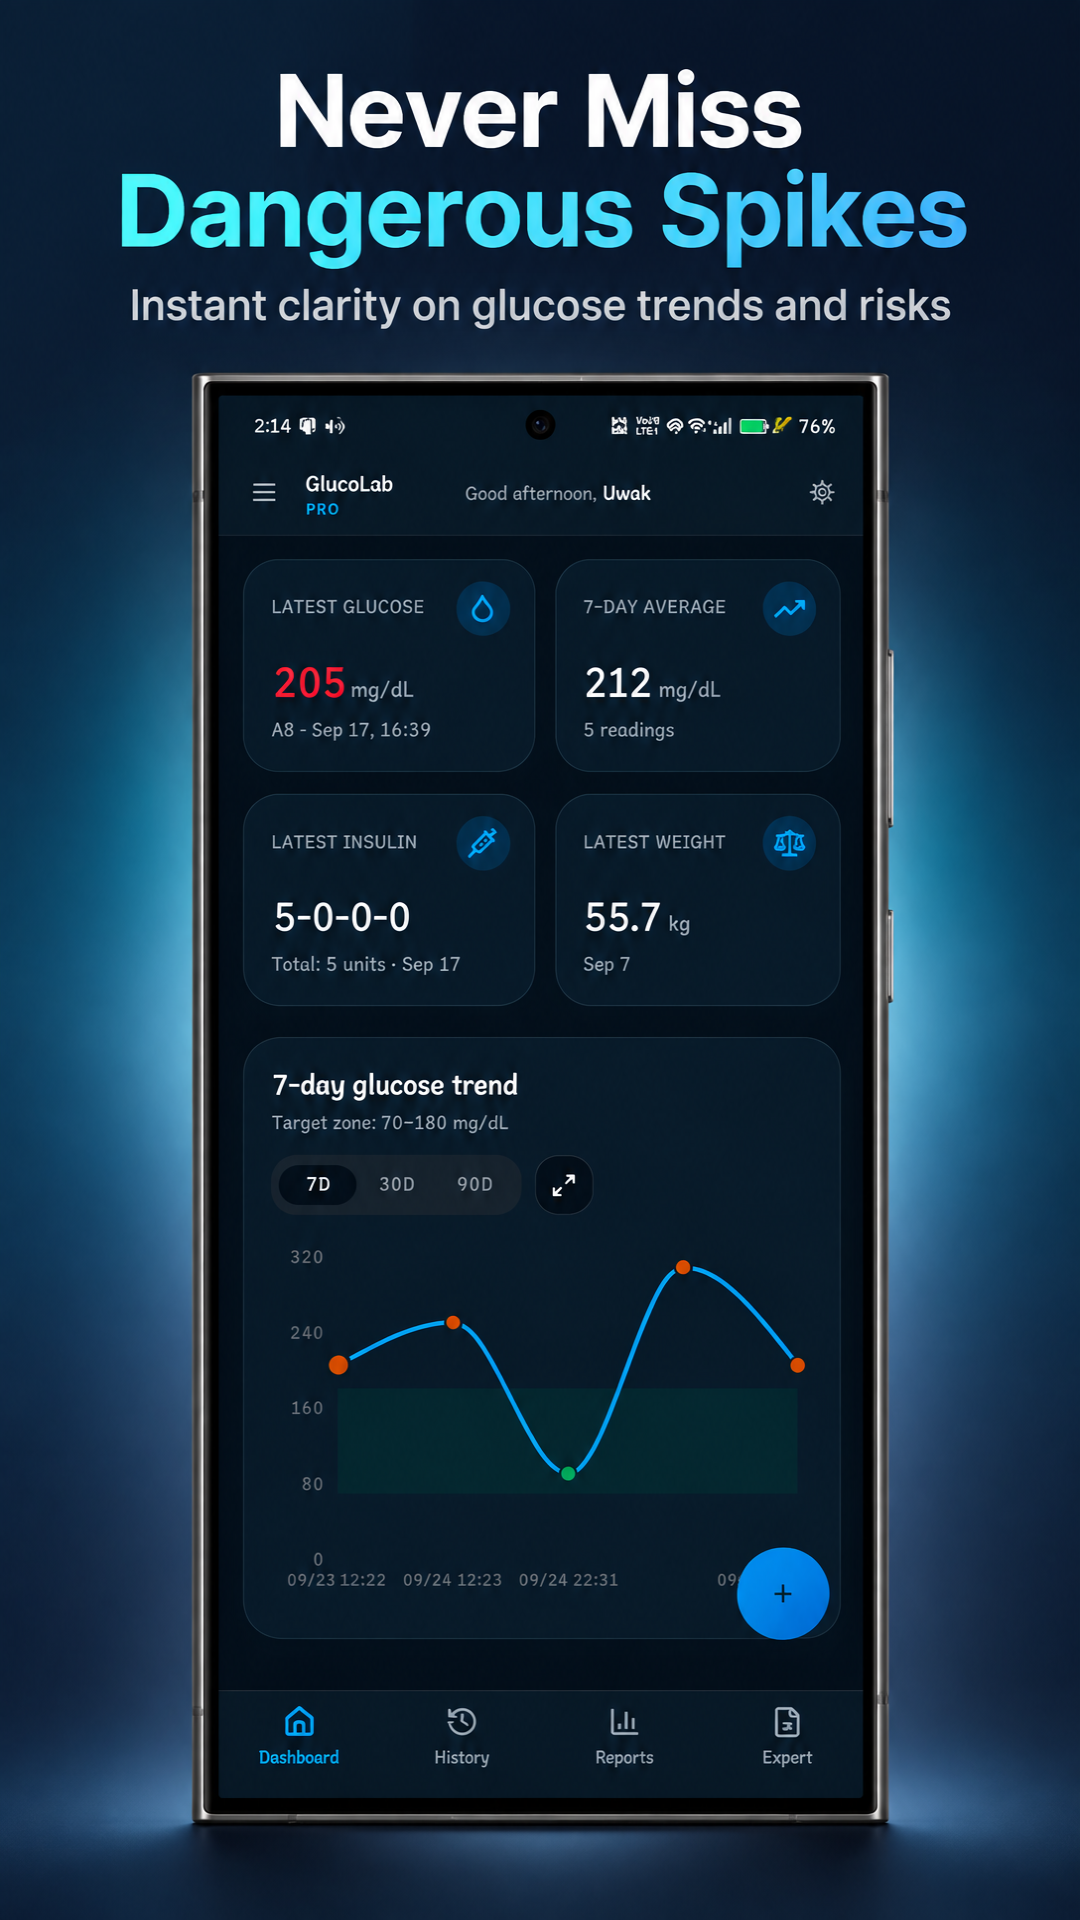 Never Miss
Dangerous Spikes
Instant clarity on glucose trends and risks
2:14
LTE1
76%
GlucoLab
PRO
Good afternoon, Uwak
LATEST GLUCOSE
205 mg/dL
A8 - Sep 17, 16:39
7-DAY AVERAGE
212 mg/dL
5 readings
LATEST INSULIN
5-0-0-0
Total: 5 units · Sep 17
LATEST WEIGHT
55.7 kg
Sep 7
7-day glucose trend
Target zone: 70–180 mg/dL
7D 30D 90D
320
240
160
80
0
09/23 12:22 09/24 12:23 09/24 22:31
+
Dashboard History Reports Expert